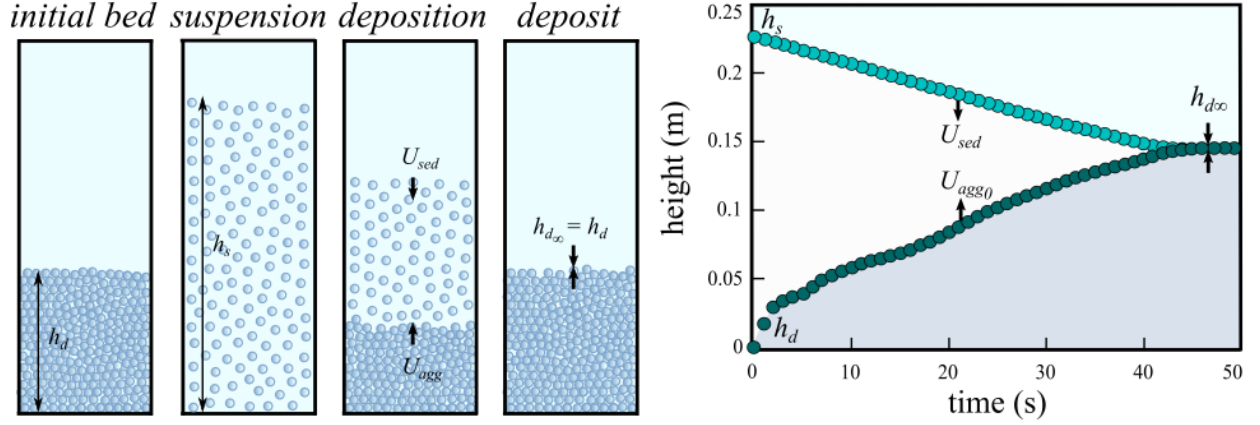 initial bed suspension deposition deposit
h_d
h_s
U_sed
U_agg
h_d∞ = h_d
height (m)
0.25
0.2
0.15
0.1
0.05
0
h_s
U_sed
U_agg0
h_d∞
h_d
0 10 20 30 40 50
time (s)